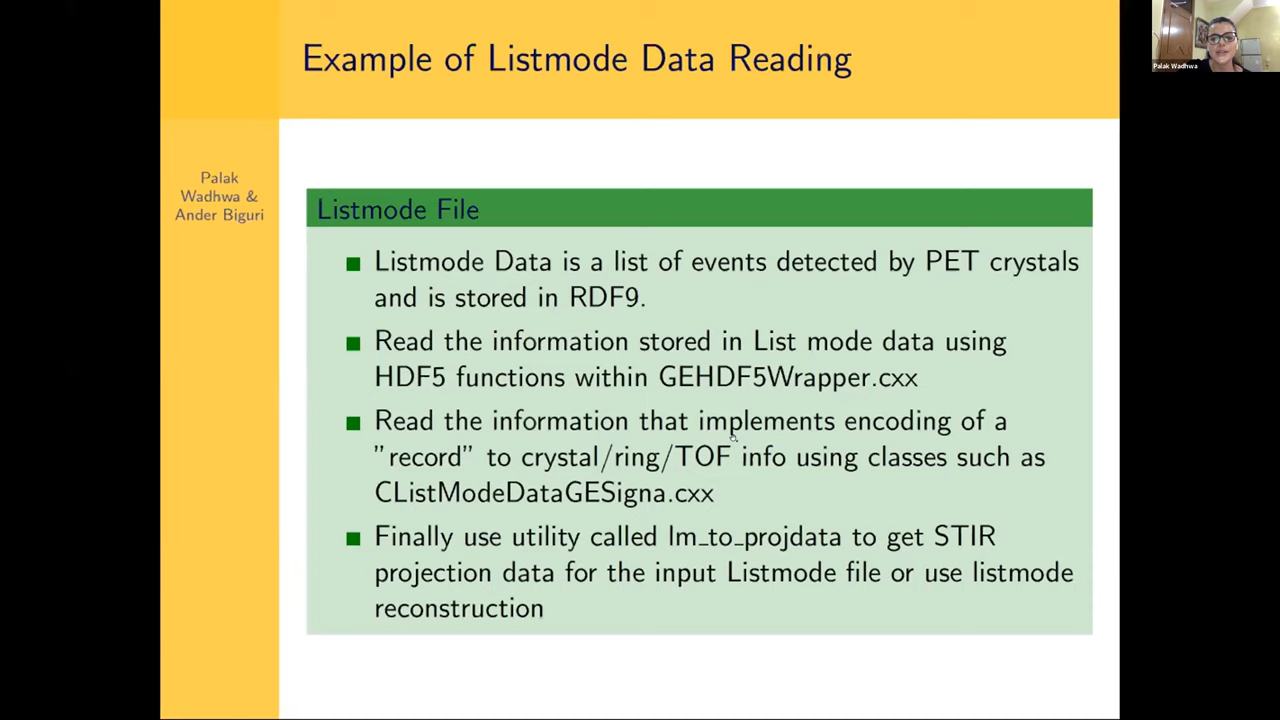 Example of Listmode Data Reading
Palak Wadhwa
Palak
Wadhwa &
Ander Biguri
Listmode File
Listmode Data is a list of events detected by PET crystals
and is stored in RDF9.
Read the information stored in List mode data using
HDF5 functions within GEHDF5Wrapper.cxx
Read the information that implements encoding of a
"record" to crystal/ring/TOF info using classes such as
CListModeDataGESigna.cxx
Finally use utility called lm_to_projdata to get STIR
projection data for the input Listmode file or use listmode
reconstruction